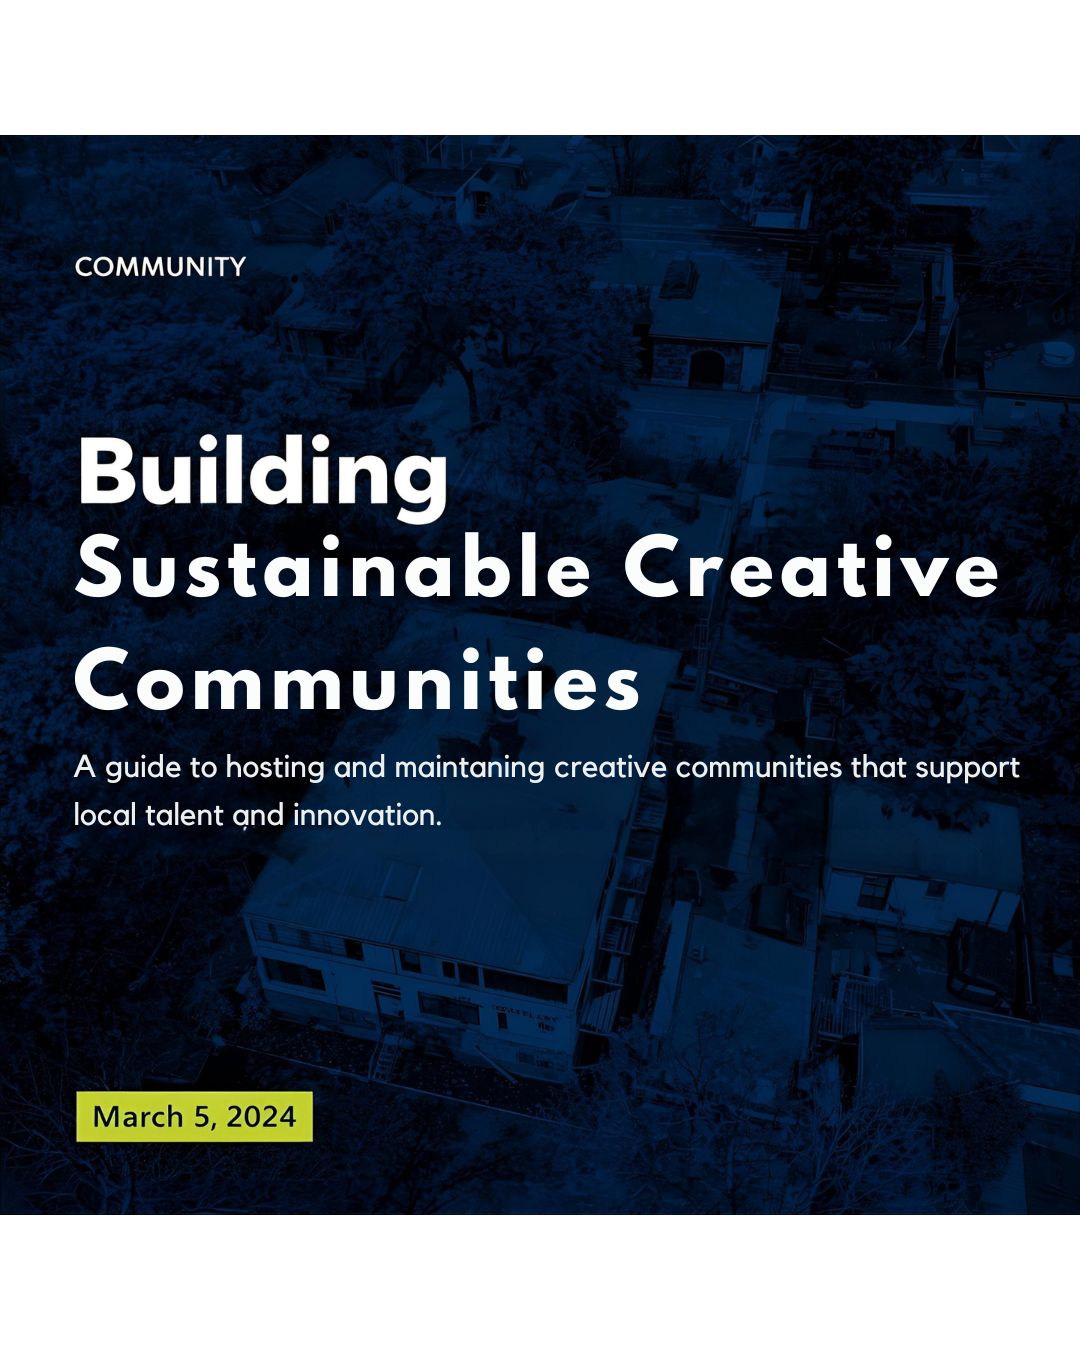 COMMUNITY
Building
Sustainable Creative
Communities
A guide to hosting and maintaning creative communities that support
local talent and innovation.
March 5, 2024